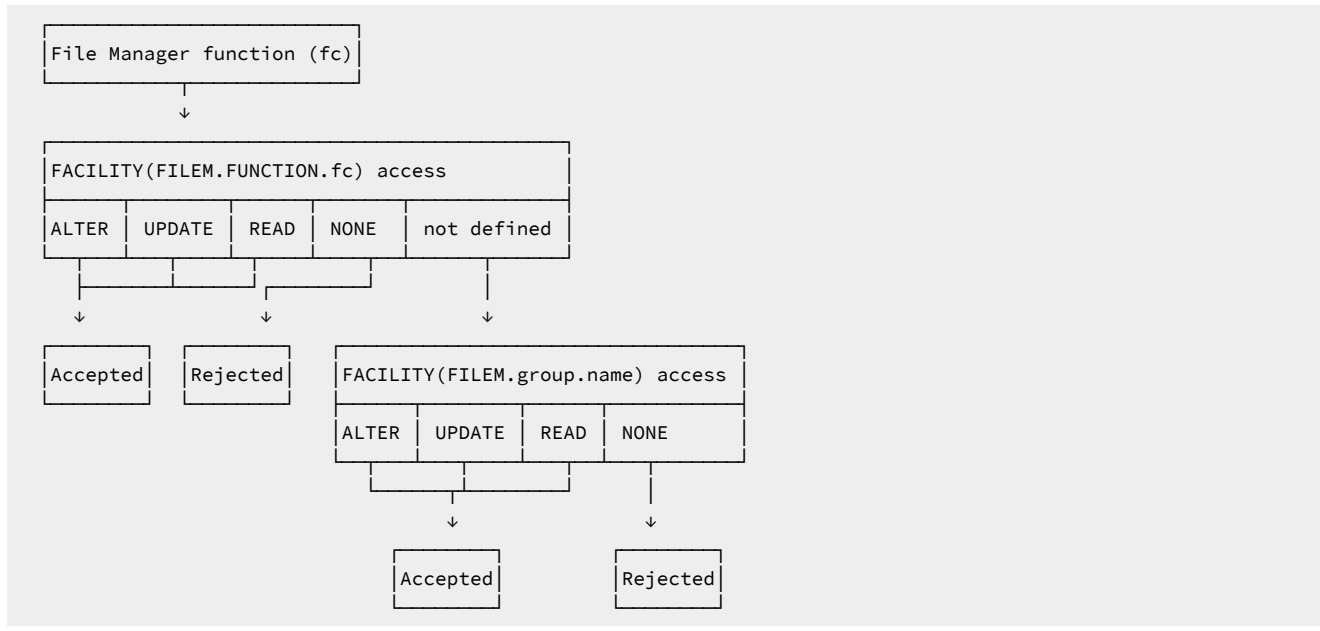 File Manager function (fc)
FACILITY(FILEM.FUNCTION.fc) access
ALTER UPDATE READ NONE not defined
Accepted Rejected FACILITY(FILEM.group.name) access
ALTER UPDATE READ NONE
Accepted Rejected